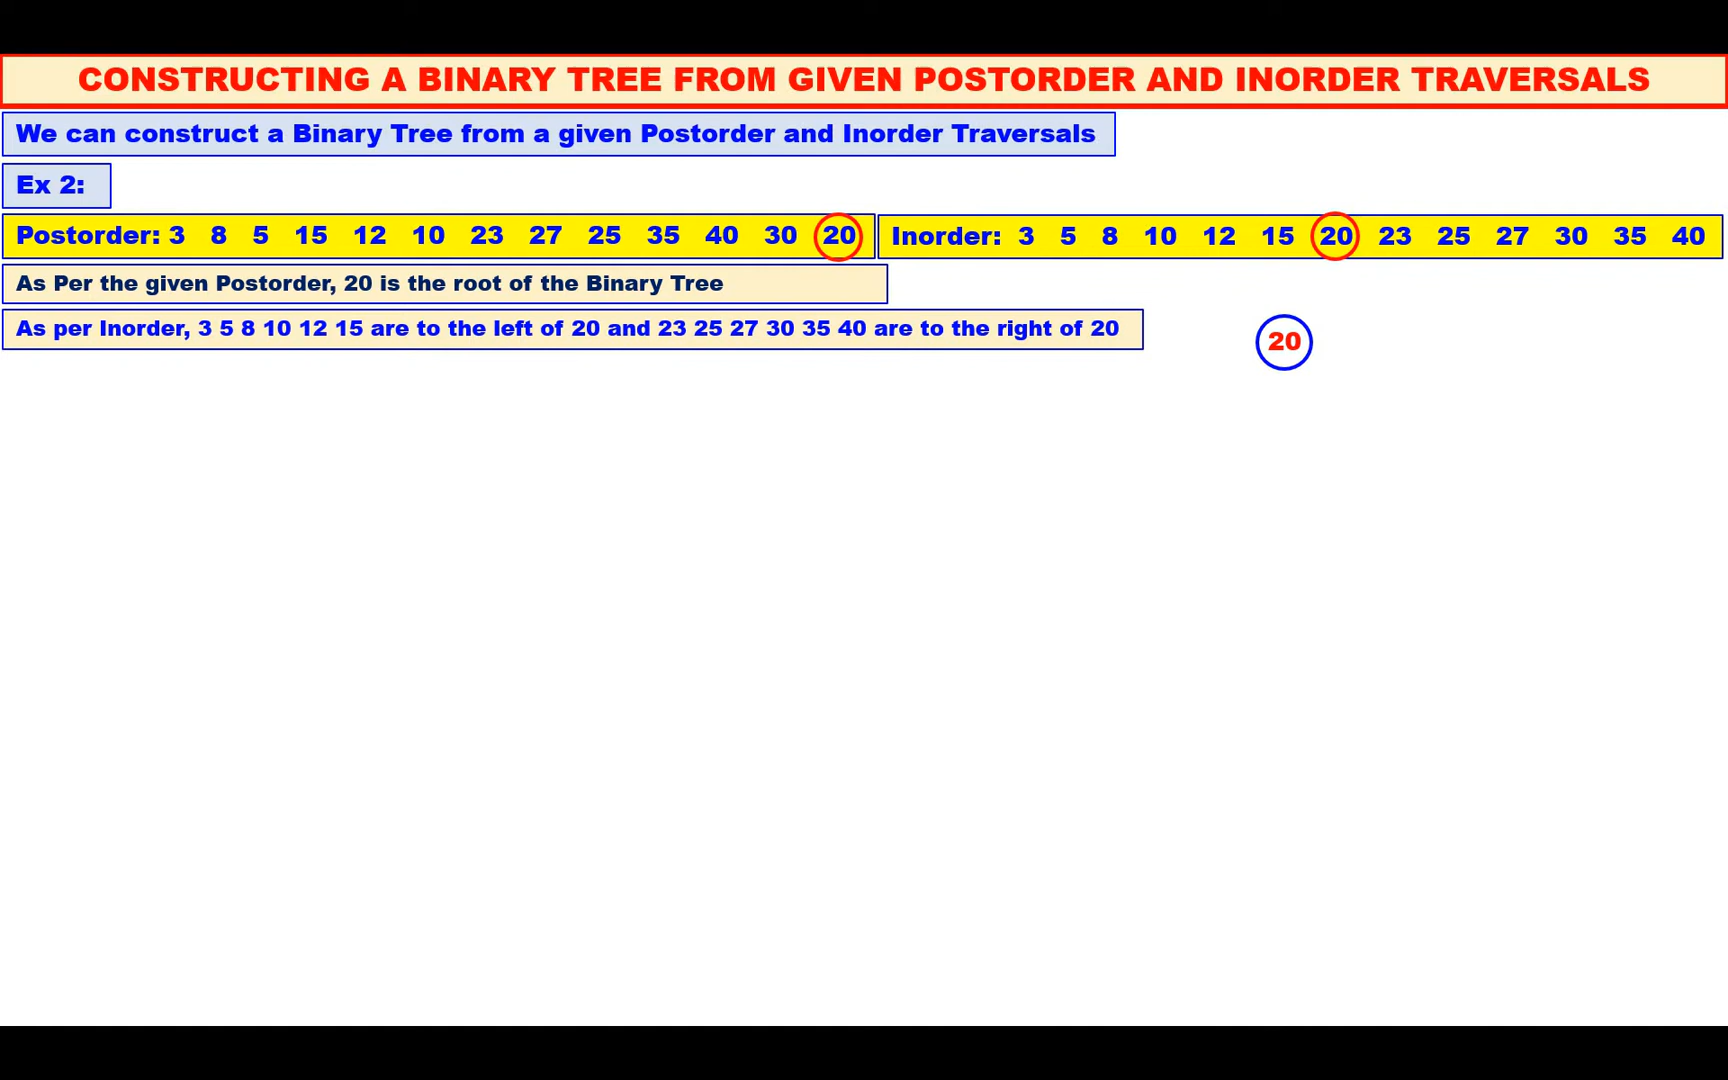 CONSTRUCTING A BINARY TREE FROM GIVEN POSTORDER AND INORDER TRAVERSALS
We can construct a Binary Tree from a given Postorder and Inorder Traversals
Ex 2:
Postorder: 3 8 5 15 12 10 23 27 25 35 40 30 20
Inorder: 3 5 8 10 12 15 20 23 25 27 30 35 40
As Per the given Postorder, 20 is the root of the Binary Tree
As per Inorder, 3 5 8 10 12 15 are to the left of 20 and 23 25 27 30 35 40 are to the right of 20
20